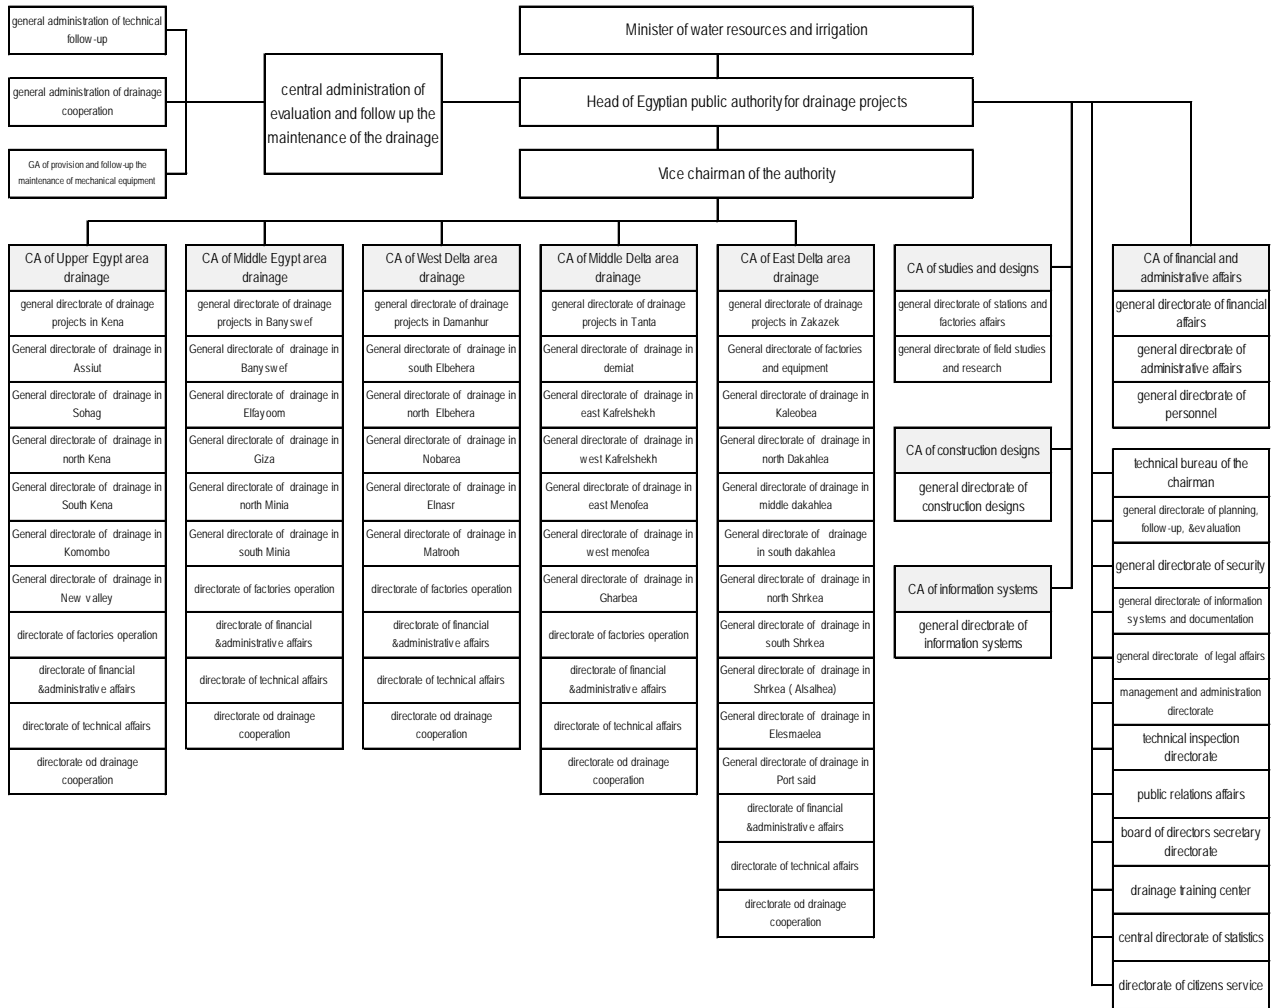 general administration of technical
follow-up
general administration of drainage
cooperation
GA of provision and follow-up the
maintenance of mechanical equipment
central administration of
evaluation and follow up the
maintenance of the drainage
Minister of water resources and irrigation
Head of Egyptian public authority for drainage projects
Vice chairman of the authority
CA of Upper Egypt area
drainage
general directorate of drainage
projects in Kena
General directorate of drainage in
Assiut
General directorate of drainage in
Sohag
General directorate of drainage in
north Kena
General directorate of drainage in
South Kena
General directorate of drainage in
Komombo
General directorate of drainage in
New valley
directorate of factories operation
directorate of financial
&administrative affairs
directorate of technical affairs
directorate od drainage
cooperation
CA of Middle Egypt area
drainage
general directorate of drainage
projects in Banyswef
General directorate of drainage in
Banyswef
General directorate of drainage in
Elfayoom
General directorate of drainage in
Giza
General directorate of drainage in
north Minia
General directorate of drainage in
south Minia
directorate of factories operation
directorate of financial
&administrative affairs
directorate of technical affairs
directorate od drainage
cooperation
CA of West Delta area
drainage
general directorate of drainage
projects in Damanhur
General directorate of drainage in
south Elbehera
General directorate of drainage in
north Elbehera
General directorate of drainage in
Nobarea
General directorate of drainage in
Elnasr
General directorate of drainage in
Matrooh
directorate of factories operation
directorate of financial
&administrative affairs
directorate of technical affairs
directorate od drainage
cooperation
CA of Middle Delta area
drainage
general directorate of drainage
projects in Tanta
General directorate of drainage in
demiat
General directorate of drainage in
east Kafrelshekh
General directorate of drainage in
west Kafrelshekh
General directorate of drainage in
east Menofea
General directorate of drainage in
west menofea
General directorate of drainage in
Gharbea
directorate of factories operation
directorate of financial
&administrative affairs
directorate of technical affairs
directorate od drainage
cooperation
CA of East Delta area
drainage
general directorate of drainage
projects in Zakazek
General directorate of factories
and equipment
General directorate of drainage in
Kaleobea
General directorate of drainage in
north Dakahlea
General directorate of drainage in
middle dakahlea
General directorate of drainage
in south dakahlea
General directorate of drainage in
north Shrkea
General directorate of drainage in
south Shrkea
General directorate of drainage in
Shrkea ( Alsalhea)
General directorate of drainage in
Elesmaelea
General directorate of drainage in
Port said
directorate of financial
&administrative affairs
directorate of technical affairs
directorate od drainage
cooperation
CA of studies and designs
general directorate of stations and
factories affairs
general directorate of field studies
and research
CA of construction designs
general directorate of
construction designs
CA of information systems
general directorate of
information systems
CA of financial and
administrative affairs
general directorate of financial
affairs
general directorate of
administrative affairs
general directorate of
personnel
technical bureau of the
chairman
general directorate of planning,
follow-up, &evaluation
general directorate of security
general directorate of information
systems and documentation
general directorate of legal affairs
management and administration
directorate
technical inspection
directorate
public relations affairs
board of directors secretary
directorate
drainage training center
central directorate of statistics
directorate of citizens service